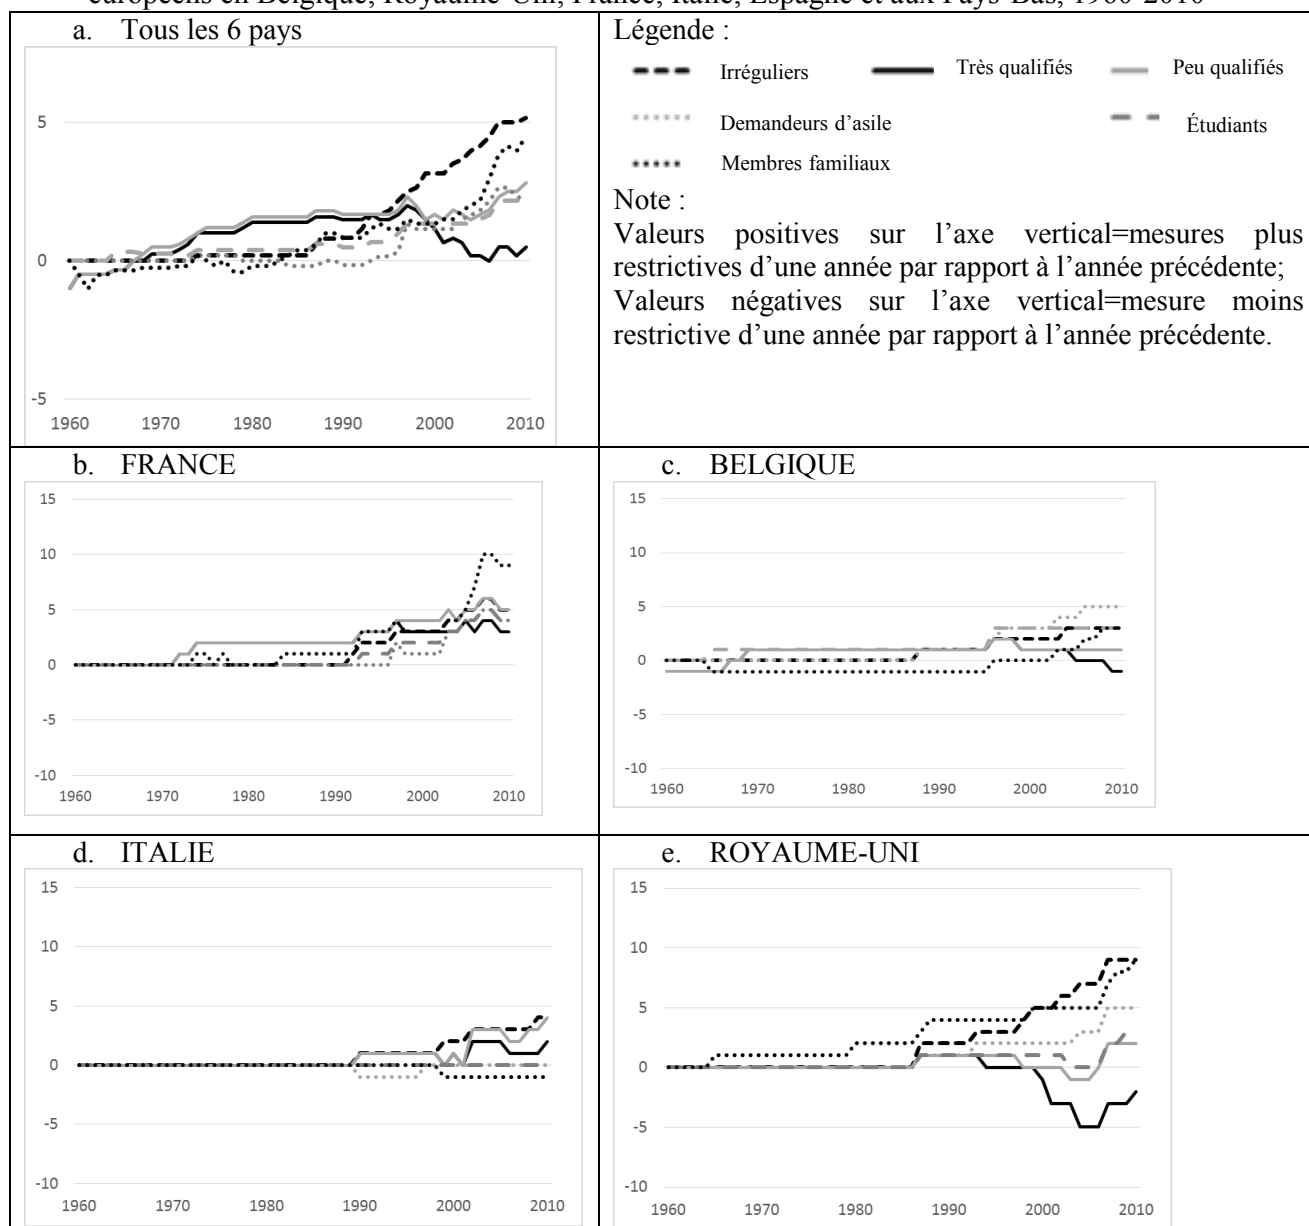 européens en Belgique, Royaume-Uni, France, Italie, Espagne et aux Pays-Bas, 1960-2010
a. Tous les 6 pays
5
0
-5
1960 1970 1980 1990 2000 2010
Légende :
Irréguliers Très qualifiés Peu qualifiés
Demandeurs d'asile Étudiants
Membres familiaux
Note :
Valeurs positives sur l'axe vertical=mesures plus
restrictives d'une année par rapport à l'année précédente;
Valeurs négatives sur l'axe vertical=mesure moins
restrictive d'une année par rapport à l'année précédente.
b. FRANCE
15
10
5
0
-5
-10
1960 1970 1980 1990 2000 2010
c. BELGIQUE
15
10
5
0
-5
-10
1960 1970 1980 1990 2000 2010
d. ITALIE
15
10
5
0
-5
-10
1960 1970 1980 1990 2000 2010
e. ROYAUME-UNI
15
10
5
0
-5
-10
1960 1970 1980 1990 2000 2010